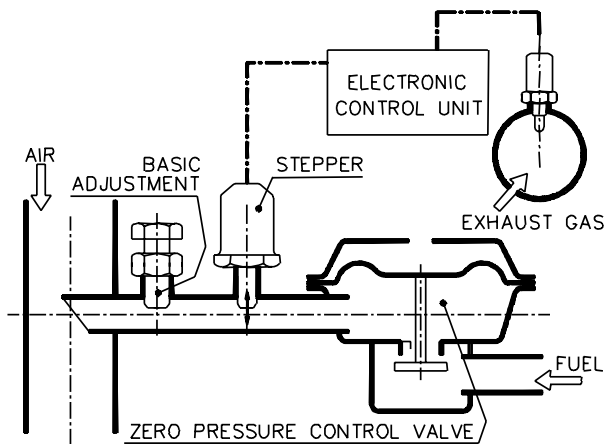 ELECTRONIC
CONTROL UNIT
AIR
BASIC
ADJUSTMENT
STEPPER
EXHAUST GAS
FUEL
ZERO PRESSURE CONTROL VALVE